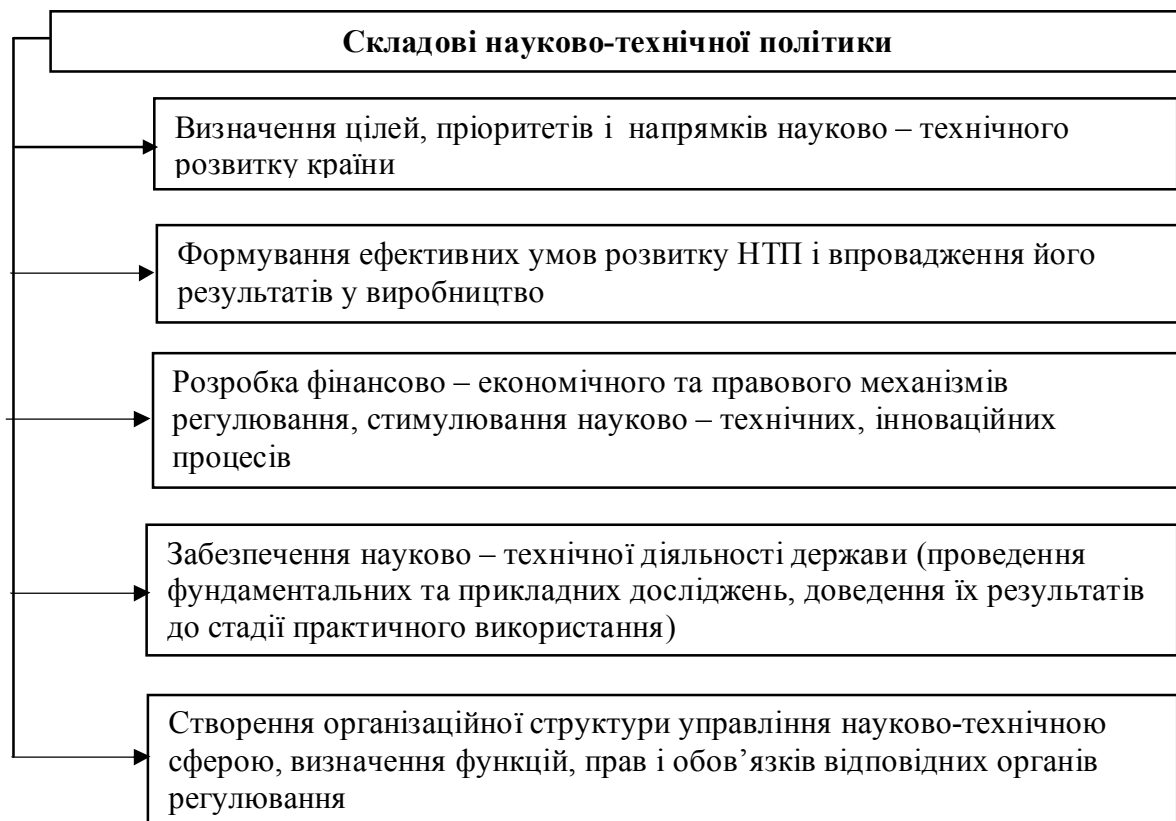 Складові науково-технічної політики
Визначення цілей, пріоритетів і напрямків науково – технічного
розвитку країни
Формування ефективних умов розвитку НТП і впровадження його
результатів у виробництво
Розробка фінансово – економічного та правового механізмів
регулювання, стимулювання науково – технічних, інноваційних
процесів
Забезпечення науково – технічної діяльності держави (проведення
фундаментальних та прикладних досліджень, доведення їх результатів
до стадії практичного використання)
Створення організаційної структури управління науково-технічною
сферою, визначення функцій, прав і обов’язків відповідних органів
регулювання